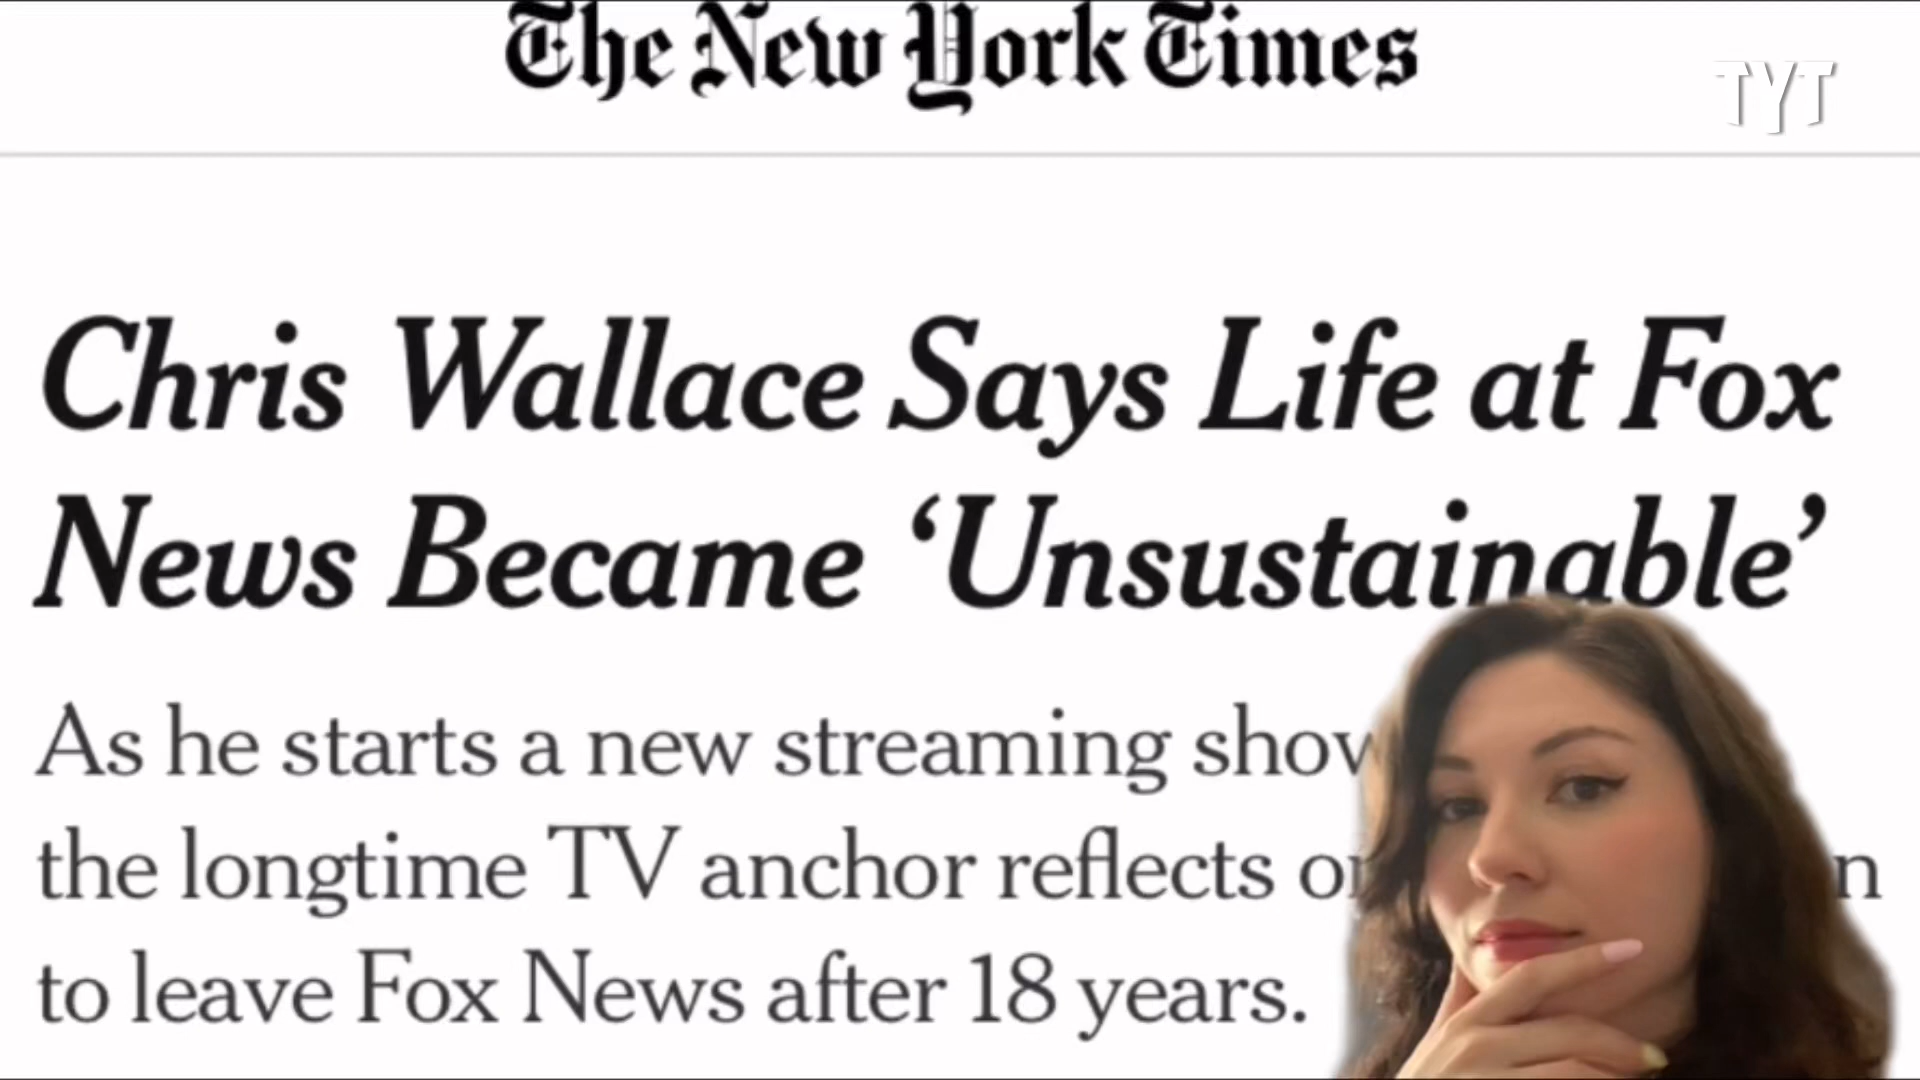 The New York Times
TYT
Chris Wallace Says Life at Fox
News Became ‘Unsustainable’
As he starts a new streaming show
the longtime TV anchor reflects
to leave Fox News after 18 years.